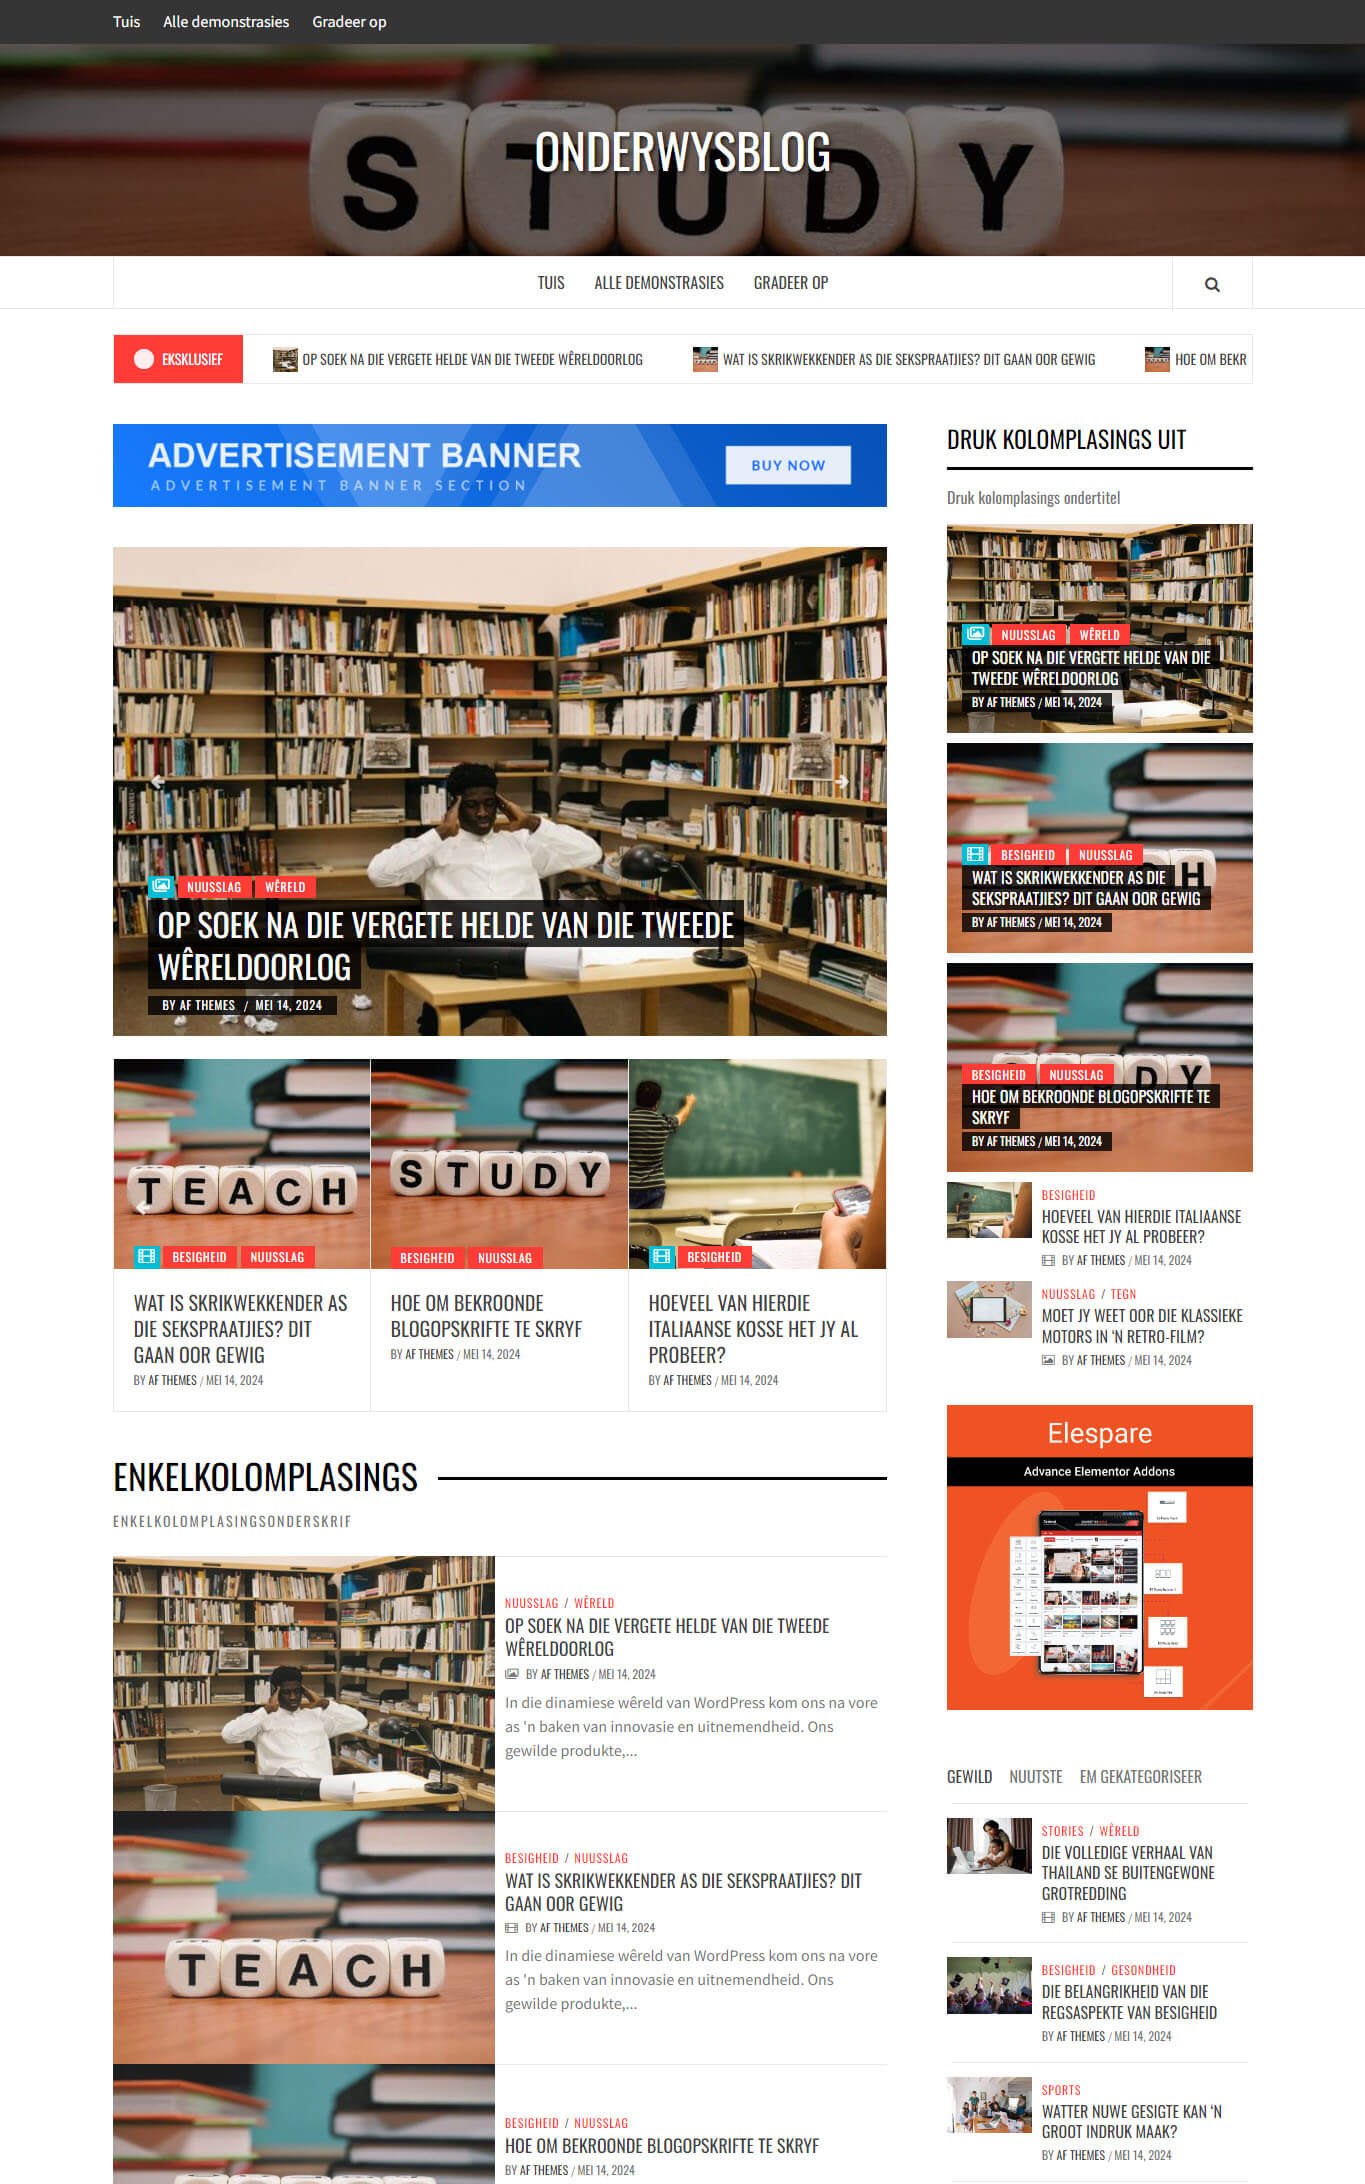 Tuis Alle demonstrasies Gradeer op
STUDY
ONDERWYSBLOG
TUIS ALLE DEMONSTRASIES GRADEER OP
EKSKLUSIEF OP SOEK NA DIE VERGETE HELDE VAN DIE TWEEDE WÊRELDOORLOG WAT IS SKRIKWEKKENDER AS DIE SEKSPRAATJIES? DIT GAAN OOR GEWIG HOE OM BEKR
ADVERTISEMENT BANNER
ADVERTISEMENT BANNER SECTION
BUY NOW
NUUSSLAG WÊRELD
OP SOEK NA DIE VERGETE HELDE VAN DIE TWEEDE
WÊRELDOORLOG
BY AF THEMES / MEI 14, 2024
TEACH
BESIGHEID NUUSSLAG
WAT IS SKRIKWEKKENDER AS
DIE SEKSPRAATJIES? DIT
GAAN OOR GEWIG
BY AF THEMES / MEI 14, 2024
STUDY
BESIGHEID NUUSSLAG
HOE OM BEKROONDE
BLOGOPSKRIFTE TE SKRYF
BY AF THEMES / MEI 14, 2024
BESIGHEID
HOEVEEL VAN HIERDIE
ITALIAANSE KOSSE HET JY AL
PROBEER?
BY AF THEMES / MEI 14, 2024
ENKELKOLOMPLASINGS
ENKELKOLOMPLASINGSONDERSKRIF
NUUSSLAG / WÊRELD
OP SOEK NA DIE VERGETE HELDE VAN DIE TWEEDE
WÊRELDOORLOG
BY AF THEMES / MEI 14, 2024
In die dinamiese wêreld van WordPress kom ons na vore
as 'n baken van innovasie en uitnemendheid. Ons
gewilde produkte,...
TEACH
BESIGHEID / NUUSSLAG
WAT IS SKRIKWEKKENDER AS DIE SEKSPRAATJIES? DIT
GAAN OOR GEWIG
BY AF THEMES / MEI 14, 2024
In die dinamiese wêreld van WordPress kom ons na vore
as 'n baken van innovasie en uitnemendheid. Ons
gewilde produkte,...
BESIGHEID / NUUSSLAG
HOE OM BEKROONDE BLOGOPSKRIFTE TE SKRYF
BY AF THEMES / MEI 14, 2024
DRUK KOLOMPLASINGS UIT
Druk kolomplasings ondertitel
NUUSSLAG WÊRELD
OP SOEK NA DIE VERGETE HELDE VAN DIE
TWEEDE WÊRELDOORLOG
BY AF THEMES / MEI 14, 2024
H
BESIGHEID NUUSSLAG
WAT IS SKRIKWEKKENDER AS DIE
SEKSPRAATJIES? DIT GAAN OOR GEWIG
BY AF THEMES / MEI 14, 2024
D Y
BESIGHEID NUUSSLAG
HOE OM BEKROONDE BLOGOPSKRIFTE TE
SKRYF
BY AF THEMES / MEI 14, 2024
BESIGHEID
HOEVEEL VAN HIERDIE ITALIAANSE
KOSSE HET JY AL PROBEER?
BY AF THEMES / MEI 14, 2024
NUUSSLAG / TEGN
MOET JY WEET OOR DIE KLASSIEKE
MOTORS IN ‘N RETRO-FILM?
BY AF THEMES / MEI 14, 2024
Elespare
Advance Elementor Addons
GEWILD NUUTSTE EM GEKATEGORISEER
STORIES / WÊRELD
DIE VOLLEDIGE VERHAAL VAN
THAILAND SE BUITENGEWONE
GROTREDDING
BY AF THEMES / MEI 14, 2024
BESIGHEID / GESONDHEID
DIE BELANGRIKHEID VAN DIE
REGSASPEKTE VAN BESIGHEID
BY AF THEMES / MEI 14, 2024
SPORTS
WATTER NUWE GESIGTE KAN ‘N
GROOT INDRUK MAAK?
BY AF THEMES / MEI 14, 2024